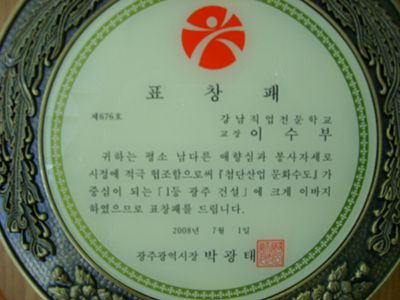 표 창 패
제676호
강남직업전문학교
교장 이 수 부
귀하는 평소 남다른 애향심과 봉사자세로
시정에 적극 협조함으로써 『첨단산업 문화수도』가
중심이 되는 「1등 광주 건설」에 크게 이바지
하였으므로 표창패를 드립니다.
2008년 7월 1일
광주광역시장 박 광 태